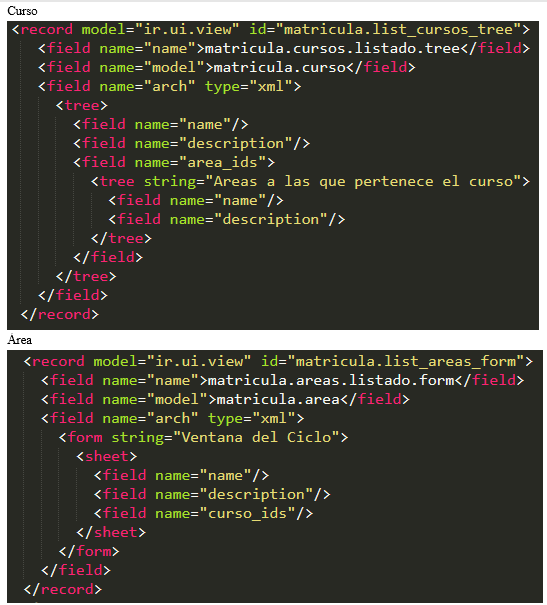 Curso
<record model="ir.ui.view" id="matricula.list_cursos_tree">
<field name="name">matricula.cursos.listado.tree</field>
<field name="model">matricula.curso</field>
<field name="arch" type="xml">
<tree>
<field name="name"/>
<field name="description"/>
<field name="area_ids">
<tree string="Areas a las que pertenece el curso">
<field name="name"/>
<field name="description"/>
</tree>
</field>
</tree>
</field>
</record>
Área
<record model="ir.ui.view" id="matricula.list_areas_form">
<field name="name">matricula.areas.listado.form</field>
<field name="model">matricula.area</field>
<field name="arch" type="xml">
<form string="Ventana del Ciclo">
<sheet>
<field name="name"/>
<field name="description"/>
<field name="curso_ids"/>
</sheet>
</form>
</field>
</record>